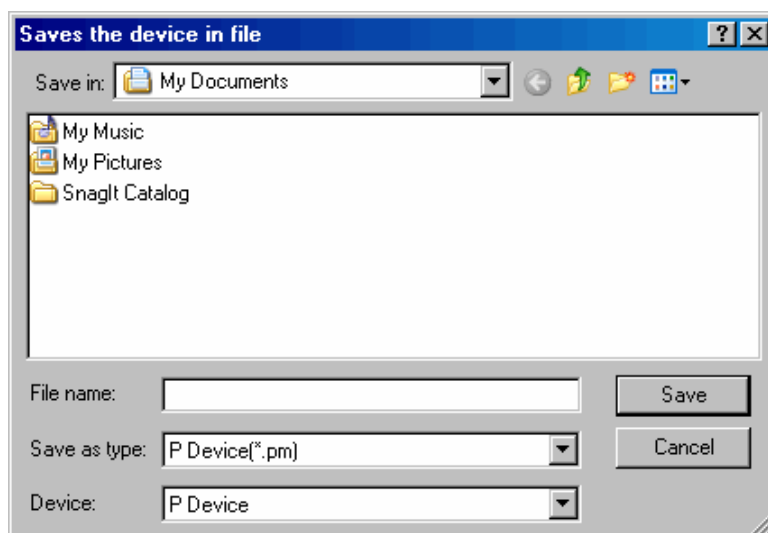 Saves the device in file
Save in: My Documents
My Music
My Pictures
SnagIt Catalog
File name: Save
Save as type: P Device(*.pm) Cancel
Device: P Device